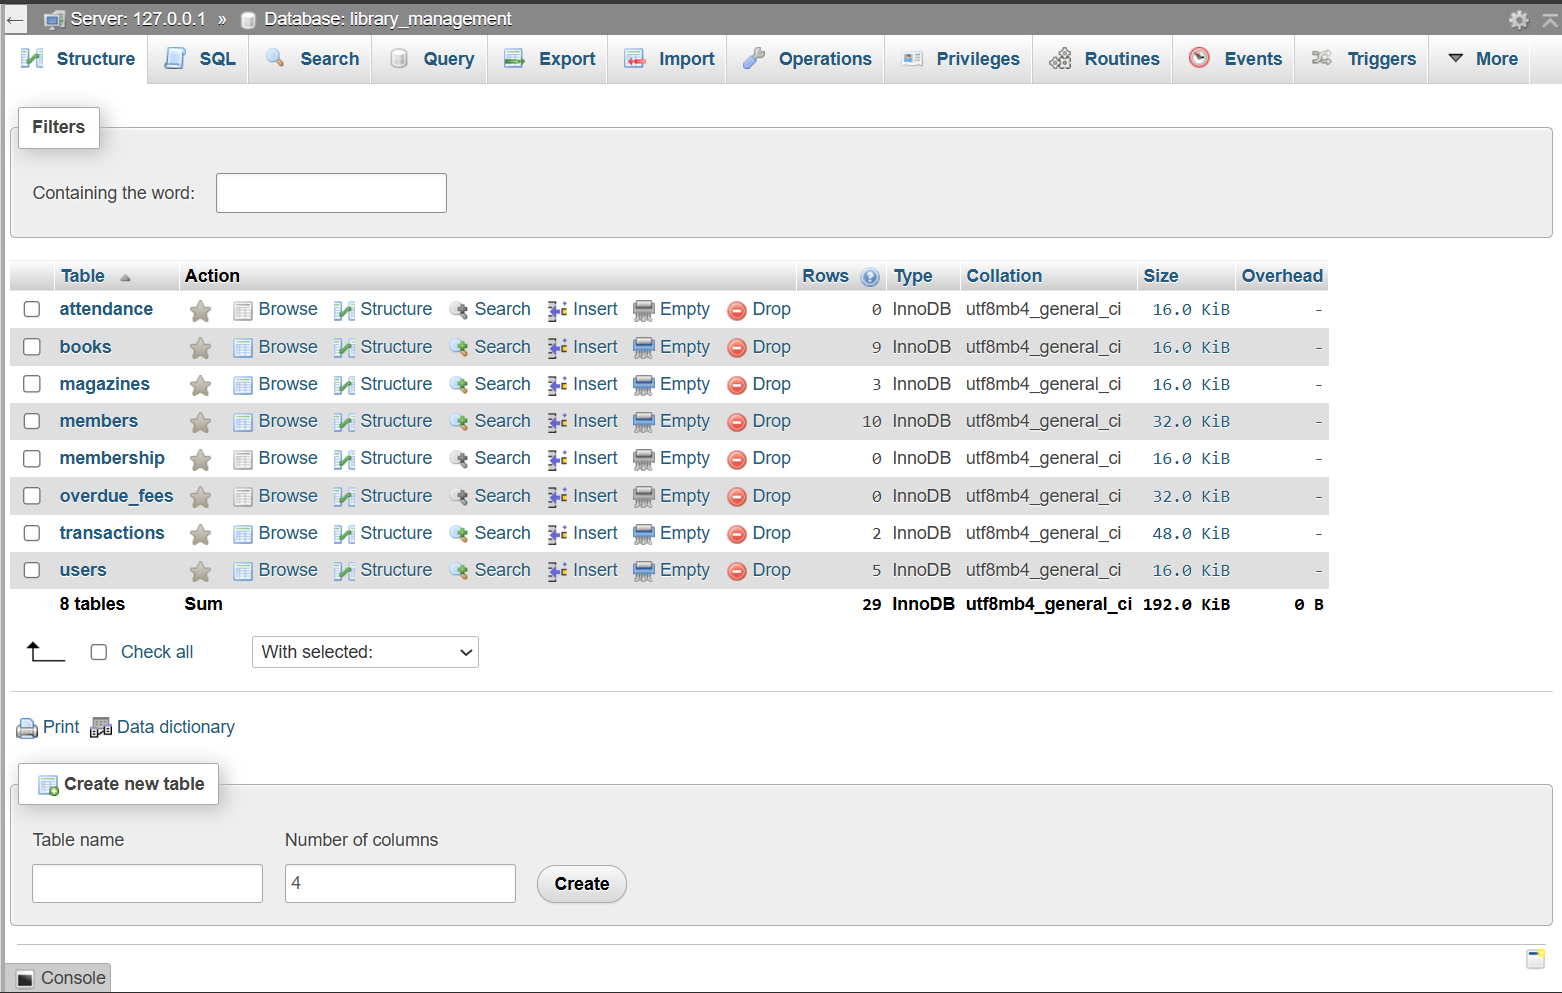 Server: 127.0.0.1 » Database: library_management
Structure SQL Search Query Export Import Operations Privileges Routines Events Triggers More
Filters
Containing the word:
Table Action Rows Type Collation Size Overhead
attendance Browse Structure Search Insert Empty Drop 0 InnoDB utf8mb4_general_ci 16.0 KiB -
books Browse Structure Search Insert Empty Drop 9 InnoDB utf8mb4_general_ci 16.0 KiB -
magazines Browse Structure Search Insert Empty Drop 3 InnoDB utf8mb4_general_ci 16.0 KiB -
members Browse Structure Search Insert Empty Drop 10 InnoDB utf8mb4_general_ci 32.0 KiB -
membership Browse Structure Search Insert Empty Drop 0 InnoDB utf8mb4_general_ci 16.0 KiB -
overdue_fees Browse Structure Search Insert Empty Drop 0 InnoDB utf8mb4_general_ci 32.0 KiB -
transactions Browse Structure Search Insert Empty Drop 2 InnoDB utf8mb4_general_ci 48.0 KiB -
users Browse Structure Search Insert Empty Drop 5 InnoDB utf8mb4_general_ci 16.0 KiB -
8 tables Sum 29 InnoDB utf8mb4_general_ci 192.0 KiB 0 B
Check all With selected:
Print Data dictionary
Create new table
Table name Number of columns
4 Create
Console